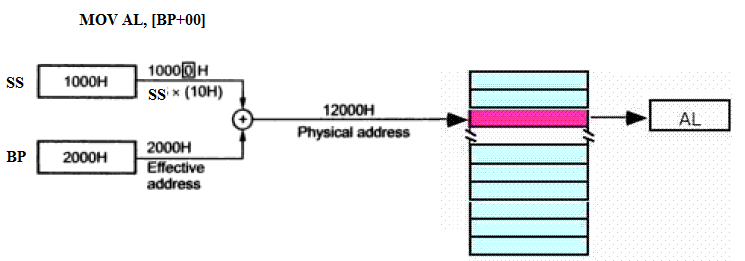 MOV AL, [BP+00]
SS
1000H
10000H
SS × (10H)
12000H
Physical address
AL
BP
2000H
2000H
Effective
address